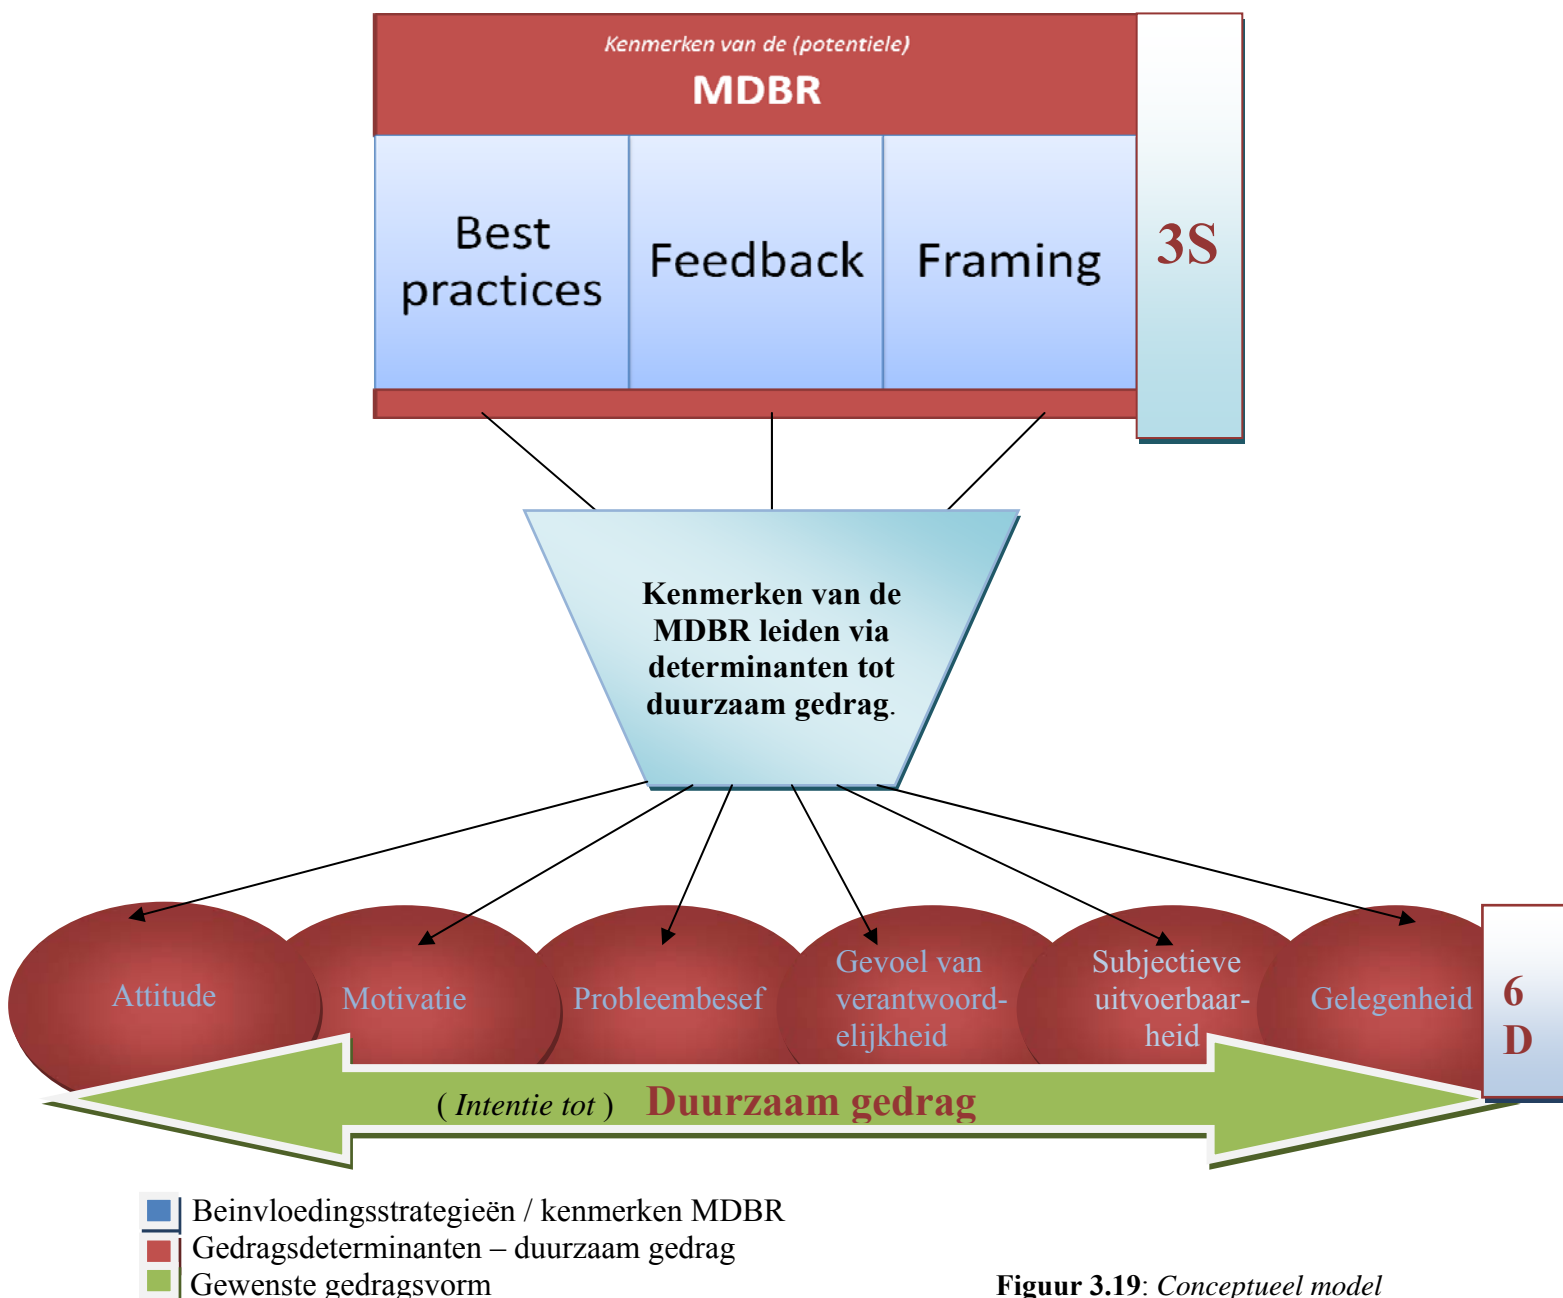 Kenmerken van de (potentiele)
MDBR
Best
practices
Feedback
Framing
3S
Kenmerken van de
MDBR leiden via
determinanten tot
duurzaam gedrag.
Attitude
Motivatie
Probleembesef
Gevoel van
verantwoord-
elijkheid
Subjectieve
uitvoerbaar-
heid
Gelegenheid
6
D
( Intentie tot ) Duurzaam gedrag
Beinvloedingsstrategieën / kenmerken MDBR
Gedragsdeterminanten – duurzaam gedrag
Gewenste gedragsvorm
Figuur 3.19: Conceptueel model